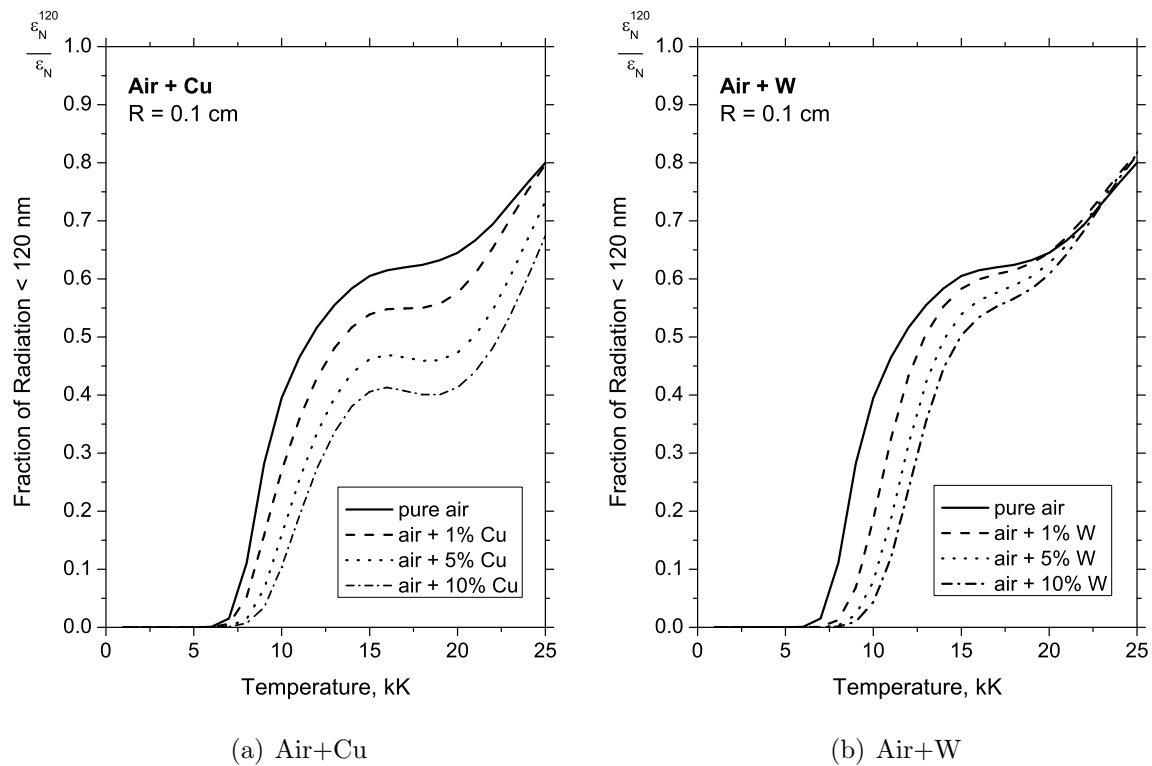 ε_N^120
ε_N
Fraction of Radiation < 120 nm
1.0
0.9
0.8
0.7
0.6
0.5
0.4
0.3
0.2
0.1
0.0
Air + Cu
R = 0.1 cm
pure air
air + 1% Cu
air + 5% Cu
air + 10% Cu
0 5 10 15 20 25
Temperature, kK
(a) Air+Cu
ε_N^120
ε_N
Fraction of Radiation < 120 nm
1.0
0.9
0.8
0.7
0.6
0.5
0.4
0.3
0.2
0.1
0.0
Air + W
R = 0.1 cm
pure air
air + 1% W
air + 5% W
air + 10% W
0 5 10 15 20 25
Temperature, kK
(b) Air+W